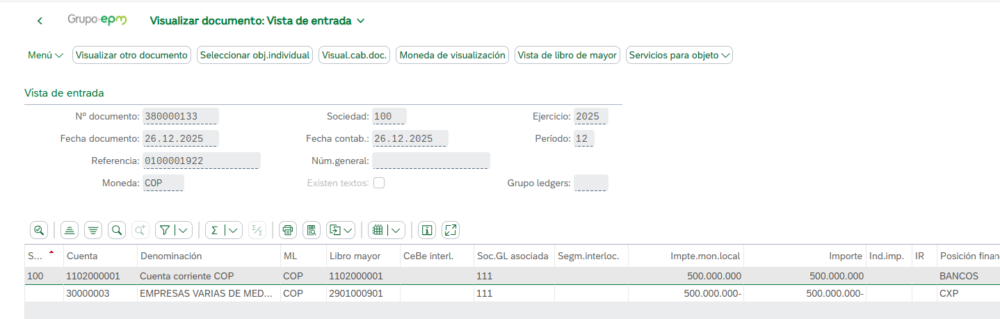 Grupo·epm Visualizar documento: Vista de entrada
Menú Visualizar otro documento Seleccionar obj.individual Visual.cab.doc. Moneda de visualización Vista de libro de mayor Servicios para objeto
Vista de entrada
Nº documento: 380000133 Sociedad: 100 Ejercicio: 2025
Fecha documento: 26.12.2025 Fecha contab.: 26.12.2025 Período: 12
Referencia: 0100001922 Núm.general:
Moneda: COP Existen textos: Grupo ledgers:
S... Cuenta Denominación ML Libro mayor CeBe interl. Soc.GL asociada Segm.interloc. Impte.mon.local Importe Ind.imp. IR Posición finan
100 1102000001 Cuenta corriente COP COP 1102000001 111 500.000.000 500.000.000 BANCOS
30000003 EMPRESAS VARIAS DE MED... COP 2901000901 111 500.000.000- 500.000.000- CXP